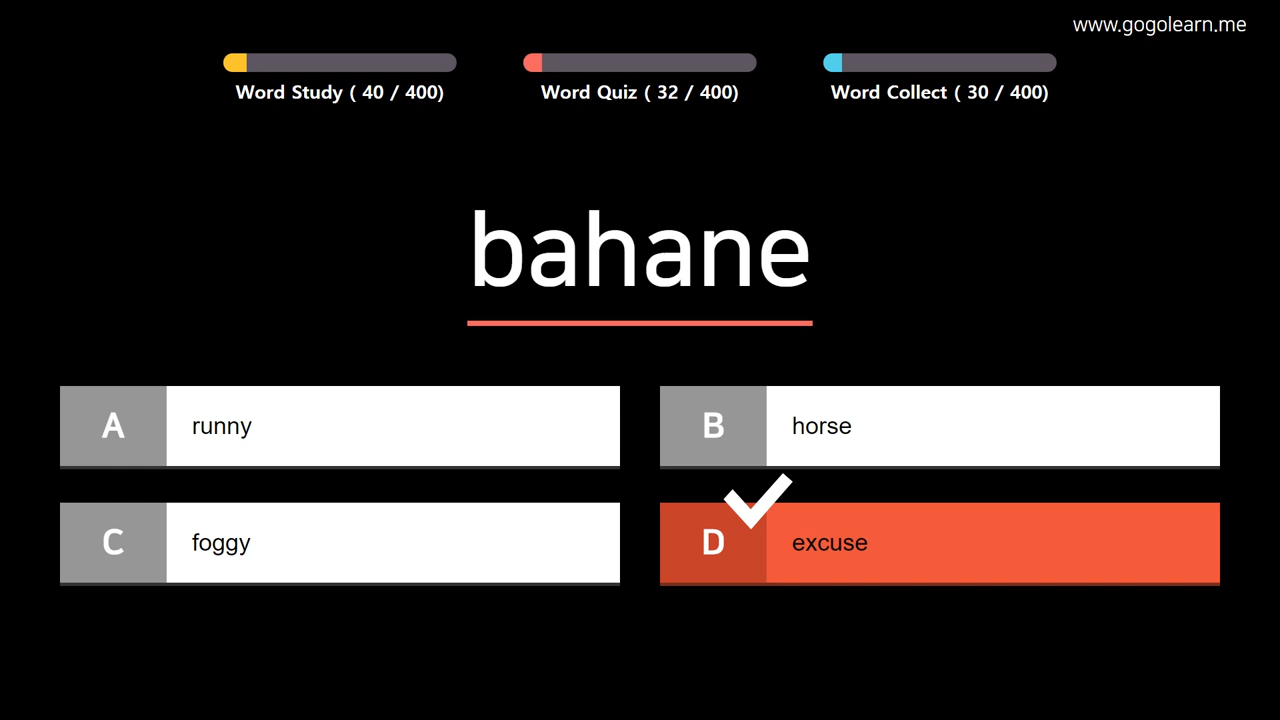 www.gogolearn.me
Word Study ( 40 / 400)
Word Quiz ( 32 / 400)
Word Collect ( 30 / 400)
bahane
A runny
B horse
C foggy
D excuse